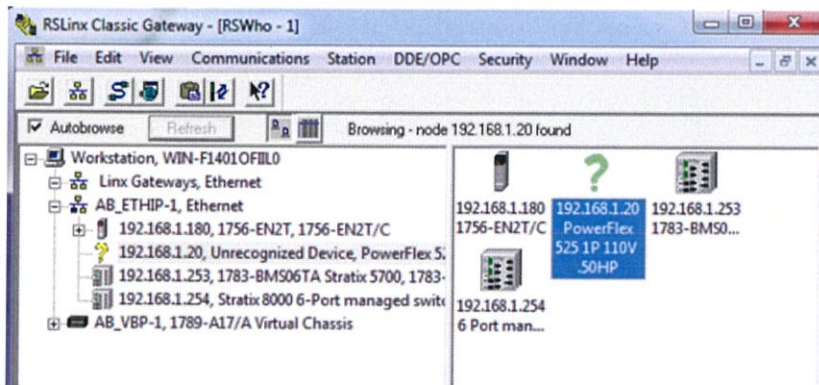 RSLinx Classic Gateway - [RSWho - 1]
File Edit View Communications Station DDE/OPC Security Window Help
Autobrowse Refresh Browsing - node 192.168.1.20 found
Workstation, WIN-F1401OFIIL0
Linx Gateways, Ethernet
AB_ETHIP-1, Ethernet
192.168.1.180, 1756-EN2T, 1756-EN2T/C
192.168.1.20, Unrecognized Device, PowerFlex 52
192.168.1.253, 1783-BMS06TA Stratix 5700, 1783-
192.168.1.254, Stratix 8000 6-Port managed switc
AB_VBP-1, 1789-A17/A Virtual Chassis
192.168.1.180
1756-EN2T/C
192.168.1.20
PowerFlex
525 1P 110V
.50HP
192.168.1.253
1783-BMS0...
192.168.1.254
6 Port man...